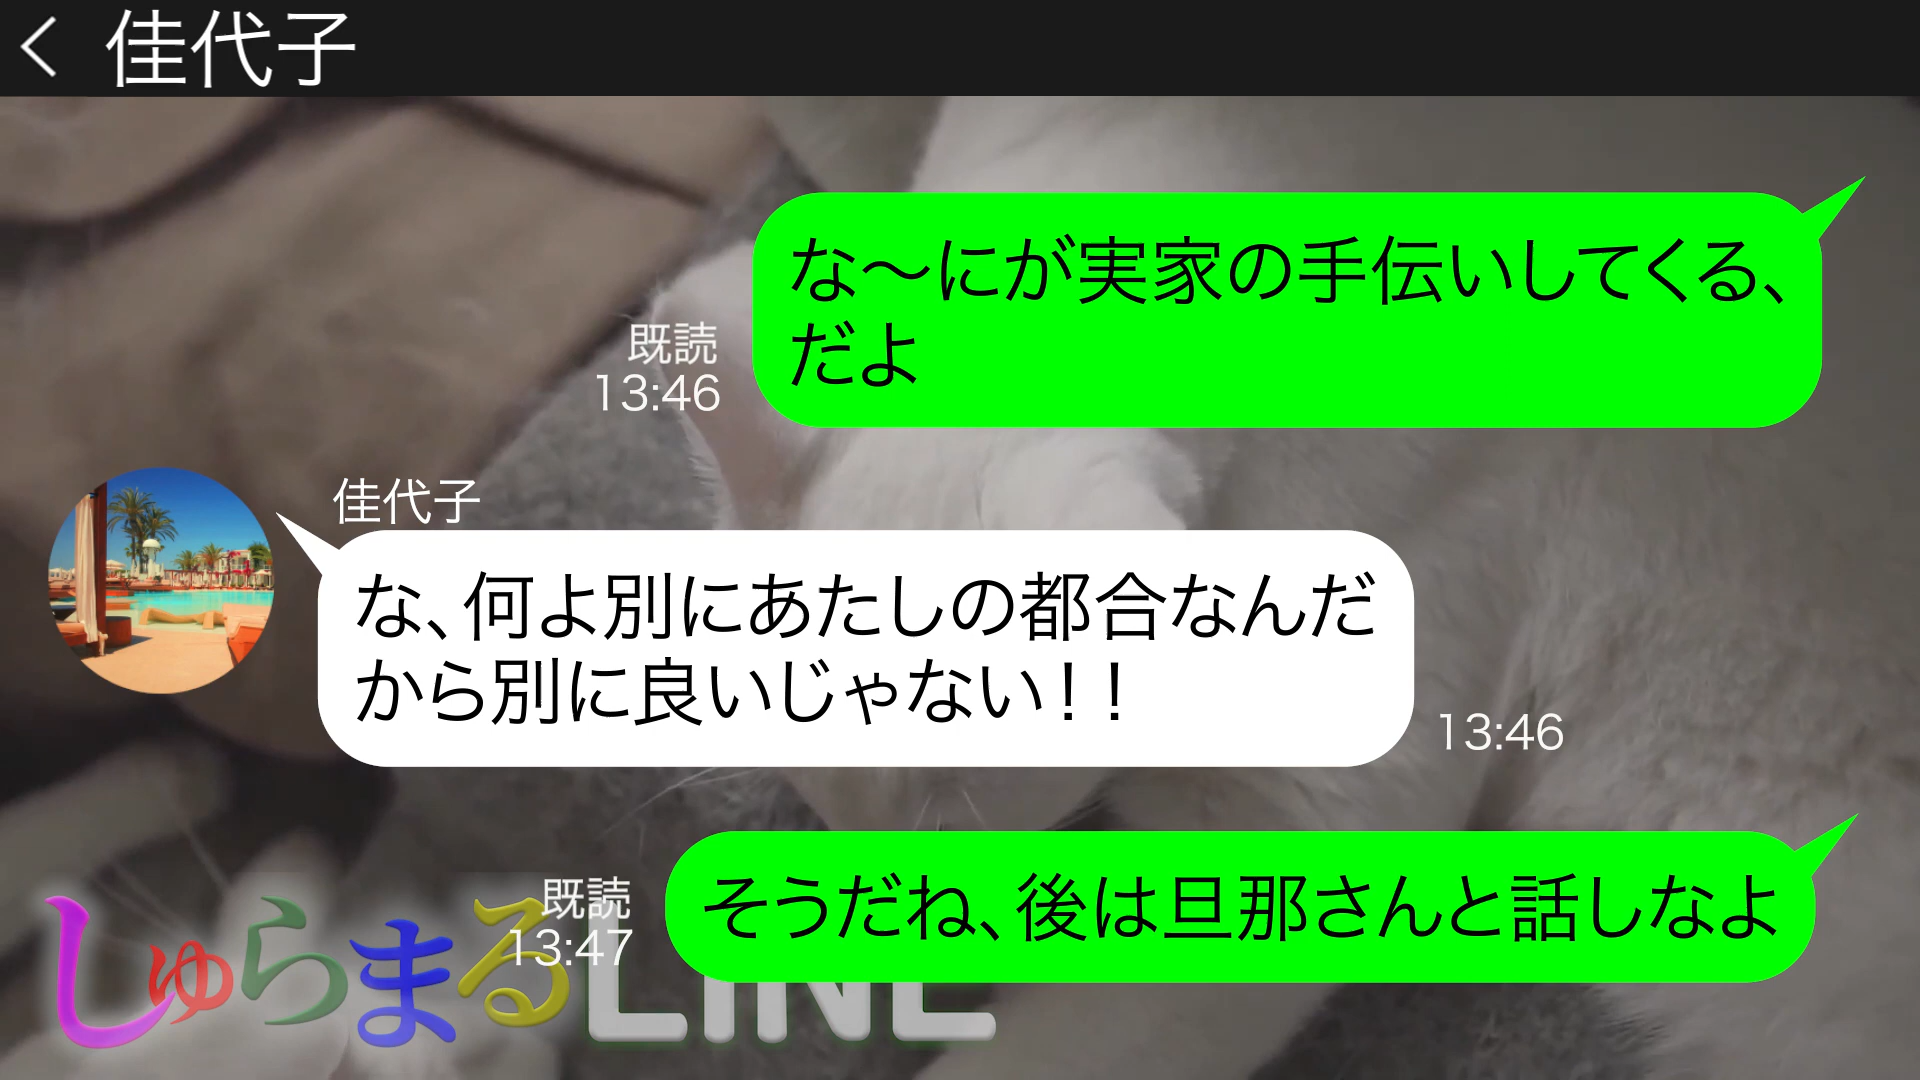 佳代子
な〜にが実家の手伝いしてくる、
だよ
既読
13:46
佳代子
な、何よ別にあたしの都合なんだ
から別に良いじゃない！！
13:46
そうだね、後は旦那さんと話しなよ
既読
13:47
しゅらまるLINE